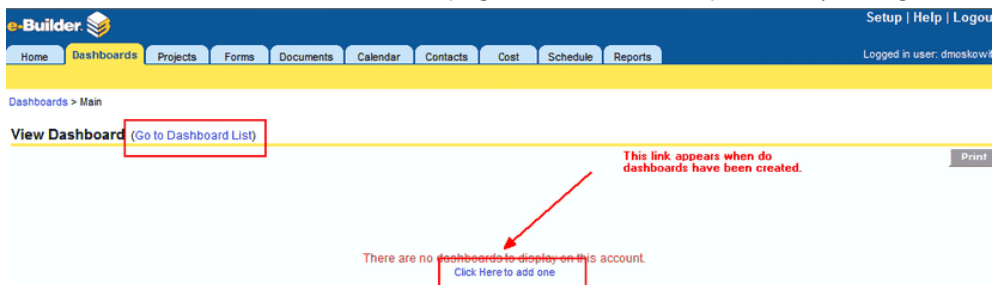 e-Builder.
Setup | Help | Logou
Home Dashboards Projects Forms Documents Calendar Contacts Cost Schedule Reports
Logged in user: dmoskowi
Dashboards > Main
View Dashboard (Go to Dashboard List)
This link appears when do
dashboards have been created.
Print
There are no dashboards to display on this account.
Click Here to add one